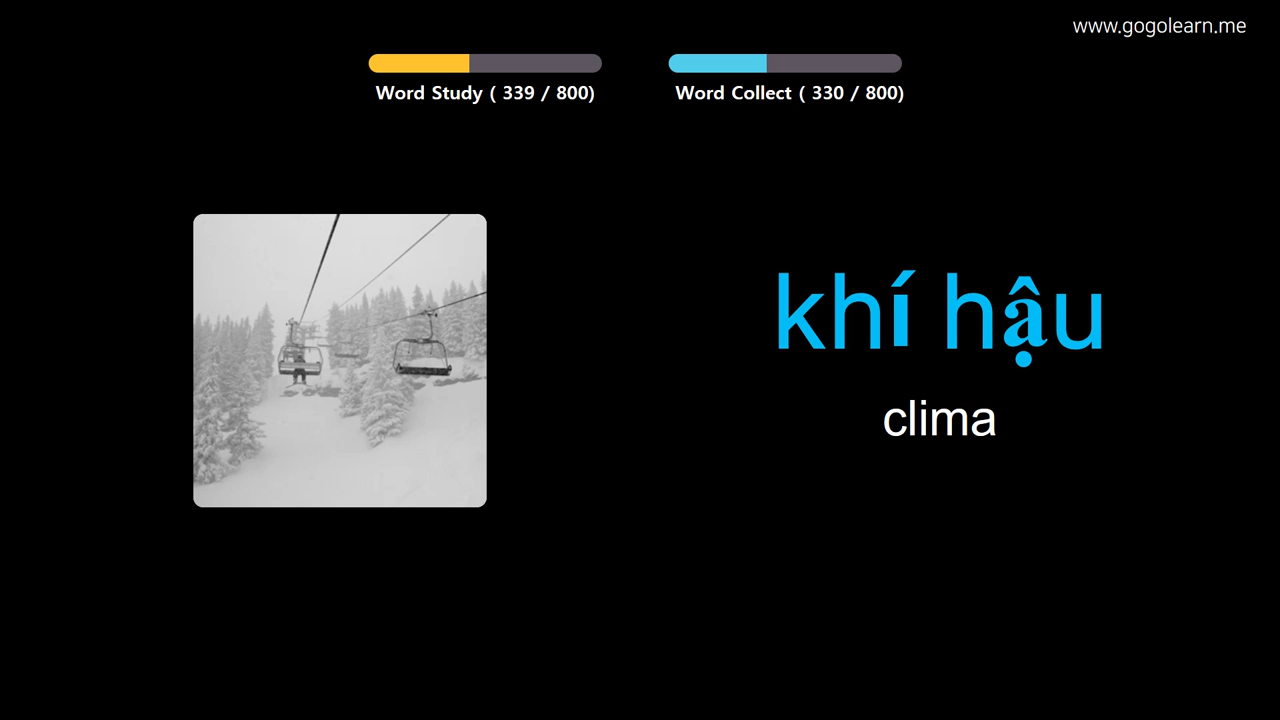 www.gogolearn.me
Word Study ( 339 / 800)
Word Collect ( 330 / 800)
khí hậu
clima